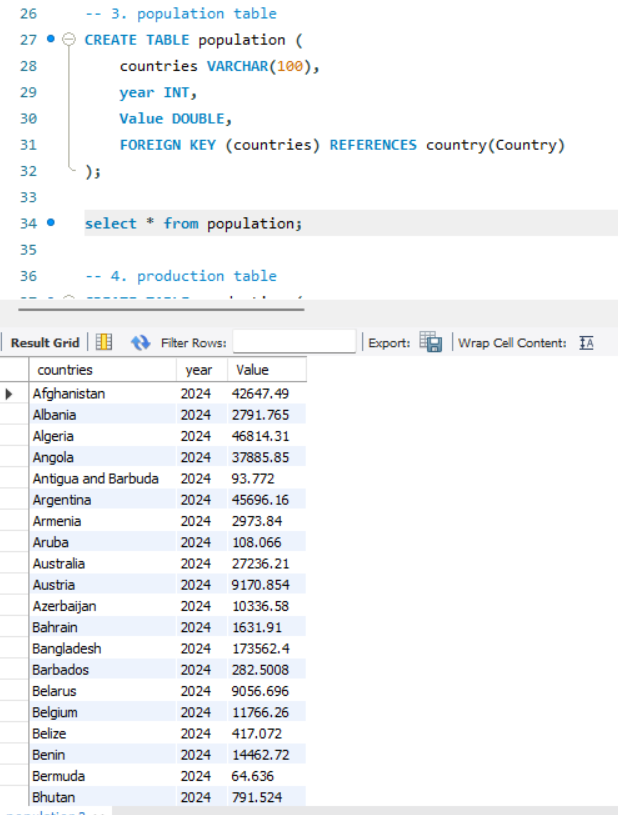 26 -- 3. population table
27 CREATE TABLE population (
28 countries VARCHAR(100),
29 year INT,
30 Value DOUBLE,
31 FOREIGN KEY (countries) REFERENCES country(Country)
32 );
33
34 select * from population;
35
36 -- 4. production table
Result Grid Filter Rows: Export: Wrap Cell Content: IA
countries year Value
Afghanistan 2024 42647.49
Albania 2024 2791.765
Algeria 2024 46814.31
Angola 2024 37885.85
Antigua and Barbuda 2024 93.772
Argentina 2024 45696.16
Armenia 2024 2973.84
Aruba 2024 108.066
Australia 2024 27236.21
Austria 2024 9170.854
Azerbaijan 2024 10336.58
Bahrain 2024 1631.91
Bangladesh 2024 173562.4
Barbados 2024 282.5008
Belarus 2024 9056.696
Belgium 2024 11766.26
Belize 2024 417.072
Benin 2024 14462.72
Bermuda 2024 64.636
Bhutan 2024 791.524